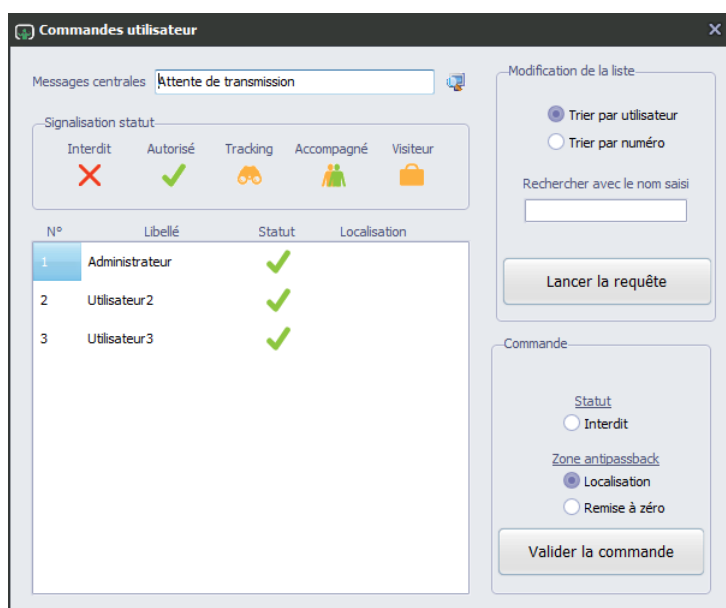 Commandes utilisateur
Messages centrales Attente de transmission
Signalisation statut
Interdit Autorisé Tracking Accompagné Visiteur
N° Libellé Statut Localisation
1 Administrateur
2 Utilisateur2
3 Utilisateur3
Modification de la liste
Trier par utilisateur
Trier par numéro
Rechercher avec le nom saisi
Lancer la requête
Commande
Statut
Interdit
Zone antipassback
Localisation
Remise à zéro
Valider la commande